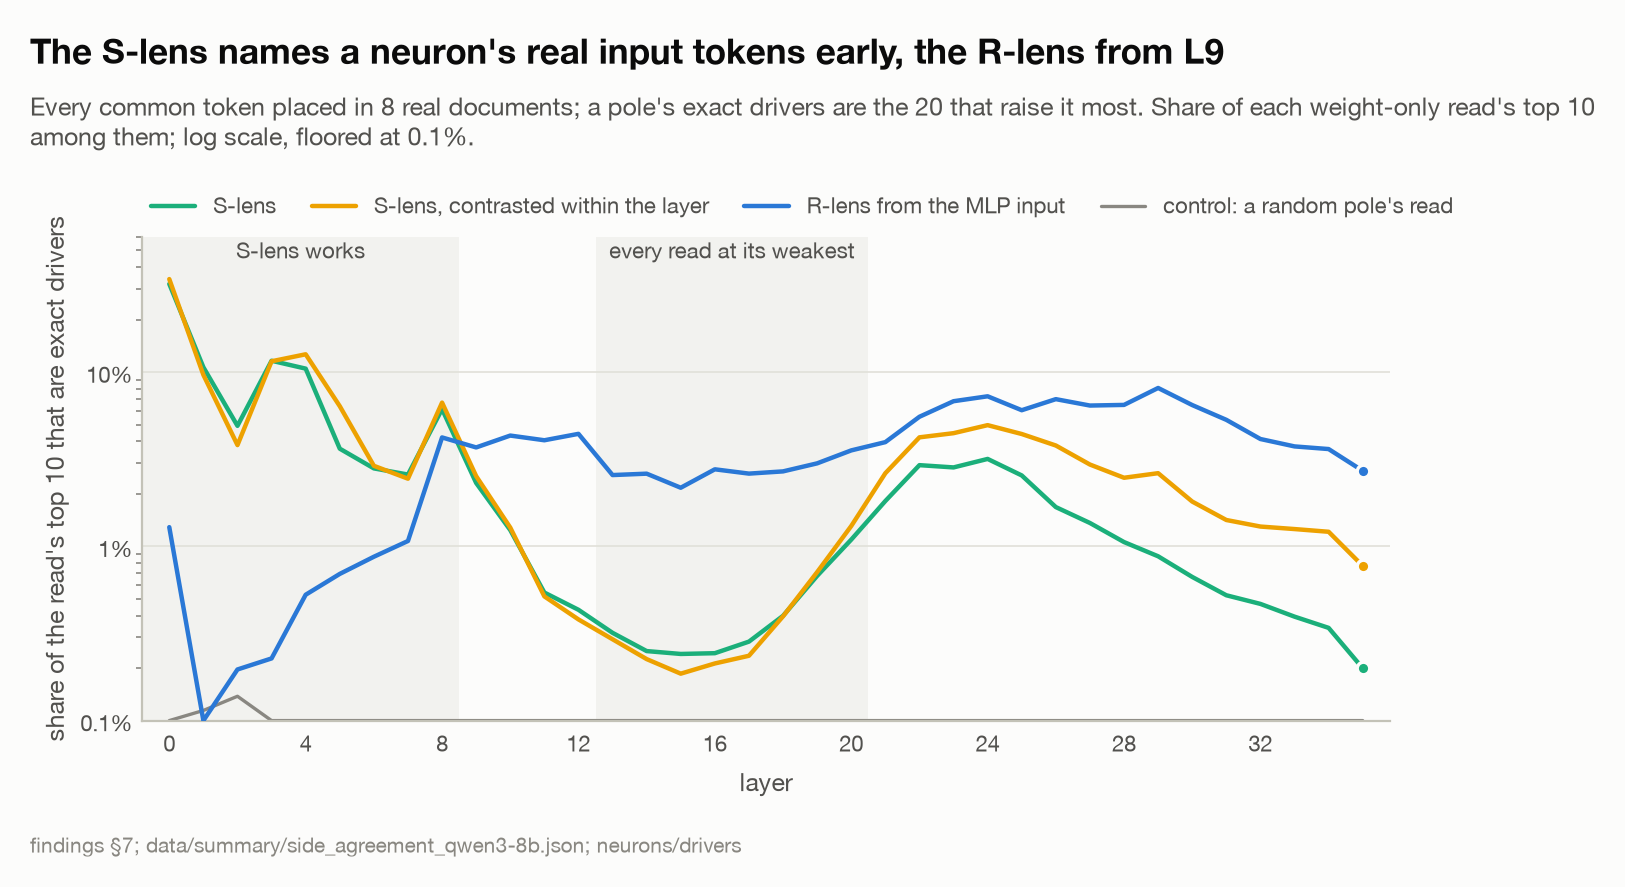 The S-lens names a neuron's real input tokens early, the R-lens from L9
Every common token placed in 8 real documents; a pole's exact drivers are the 20 that raise it most. Share of each weight-only read's top 10
among them; log scale, floored at 0.1%.
S-lens
S-lens, contrasted within the layer
R-lens from the MLP input
control: a random pole's read
share of the read's top 10 that are exact drivers
S-lens works
every read at its weakest
10%
1%
0.1%
0 4 8 12 16 20 24 28 32
layer
findings §7; data/summary/side_agreement_qwen3-8b.json; neurons/drivers